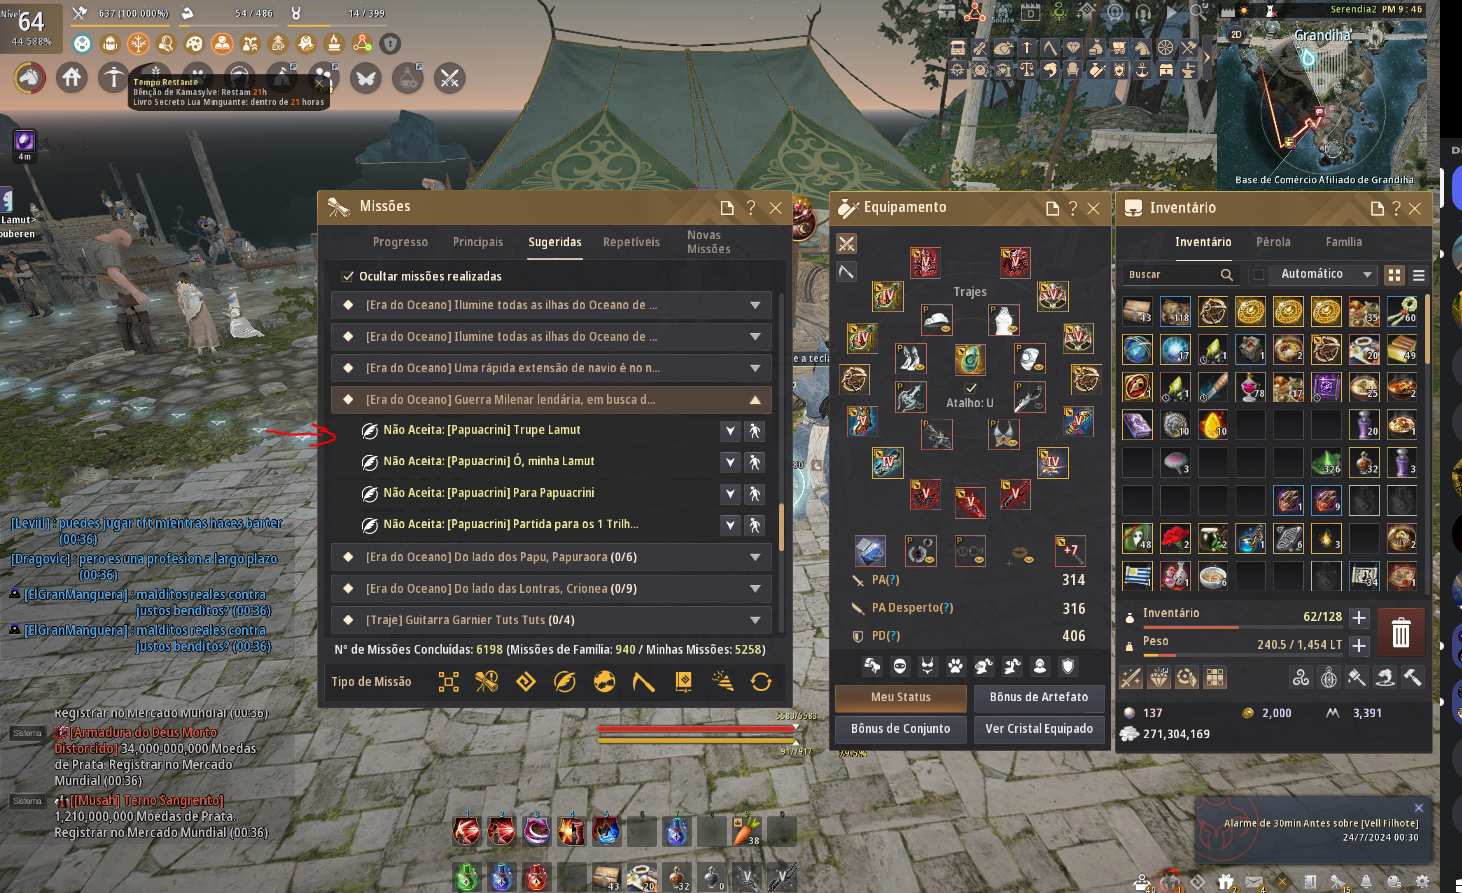 Nível
64
44.588%
637 (100.000%)
54 / 486
14 / 399
Serendia2 PM 9 : 46
2D
Grandiha
Base de Comércio Afiliado de Grandiha
Tempo Restante
Bênção de Kamasylve: Restam 21h
Livro Secreto Lua Minguante: dentro de 21 horas
4m
Lamut>
ouberen
Missões
Progresso
Principais
Sugeridas
Repetíveis
Novas
Missões
Ocultar missões realizadas
[Era do Oceano] Ilumine todas as ilhas do Oceano de ...
[Era do Oceano] Ilumine todas as ilhas do Oceano de ...
[Era do Oceano] Uma rápida extensão de navio é no n...
[Era do Oceano] Guerra Milenar lendária, em busca d...
Não Aceita: [Papuacrini] Trupe Lamut
Não Aceita: [Papuacrini] Ó, minha Lamut
Não Aceita: [Papuacrini] Para Papuacrini
Não Aceita: [Papuacrini] Partida para os 1 Trilh...
[Era do Oceano] Do lado dos Papu, Papuraora (0/6)
[Era do Oceano] Do lado das Lontras, Crionea (0/9)
[Traje] Guitarra Garnier Tuts Tuts (0/4)
Nº de Missões Concluídas: 6198 (Missões de Família: 940 / Minhas Missões: 5258)
Tipo de Missão
Equipamento
Trajes
Atalho: U
PA(?) 314
PA Desperto(?) 316
PD(?) 406
+7
Meu Status
Bônus de Artefato
Bônus de Conjunto
Ver Cristal Equipado
Inventário
Inventário
Pérola
Família
Buscar
Automático
Inventário 62/128
Peso 240.5 / 1,454 LT
137
2,000
3,391
271,304,169
[Leviil] : puedes jugar tft mientras haces barter
(00:36)
[Dragovic] : pero es una profesion a largo plazo
(00:36)
[ElGranManguera] : malditos reales contra
justos benditos? (00:36)
[ElGranManguera] : malditos reales contra
justos benditos? (00:36)
Registrar no Mercado Mundial (00:36)
Sistema
[Armadura do Deus Morto
Distorcido] 34,000,000,000 Moedas
de Prata. Registrar no Mercado
Mundial (00:36)
Sistema
[[Musah] Terno Sangrento]
1,210,000,000 Moedas de Prata.
Registrar no Mercado Mundial (00:36)
917/917
38
43
20
32
0
Alarme de 30min Antes sobre [Vell Filhote]
24/7/2024 00:30